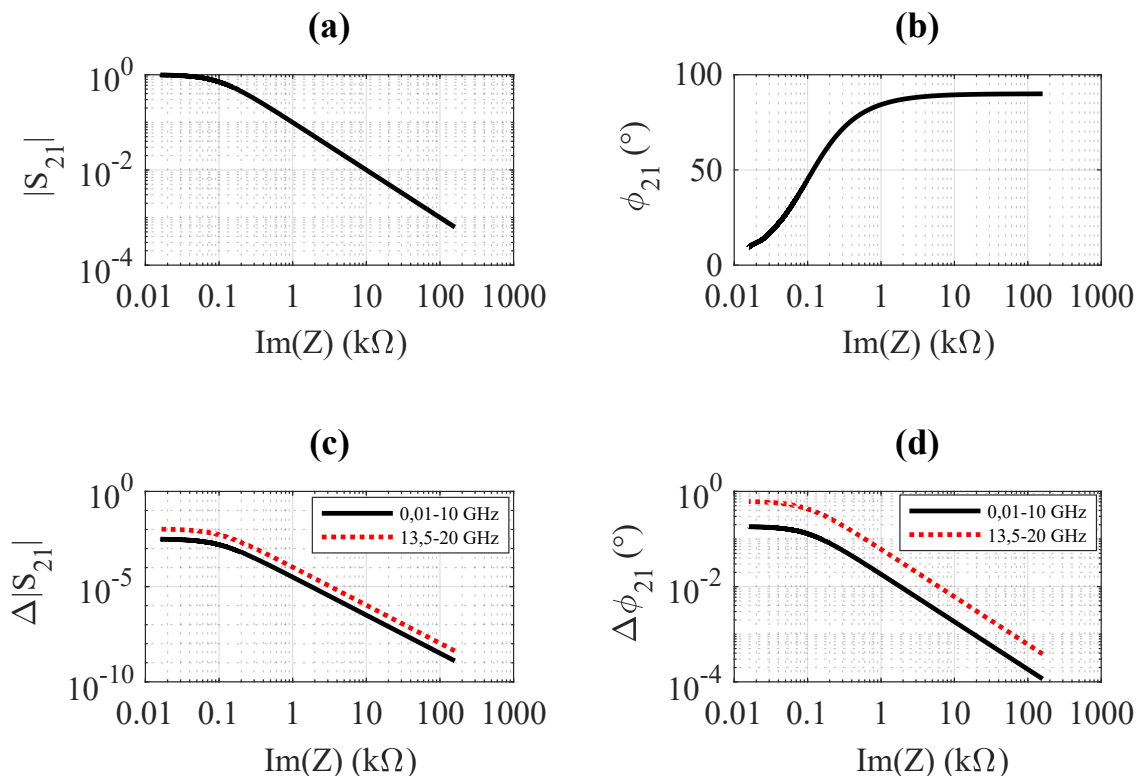 (a)
|S21|
10^0
10^-2
10^-4
0.01 0.1 1 10 100 1000
Im(Z) (kΩ)
(b)
ϕ21 (°)
100
50
0
0.01 0.1 1 10 100 1000
Im(Z) (kΩ)
(c)
Δ|S21|
10^0
10^-5
10^-10
0,01-10 GHz
13,5-20 GHz
0.01 0.1 1 10 100 1000
Im(Z) (kΩ)
(d)
Δϕ21 (°)
10^0
10^-2
10^-4
0,01-10 GHz
13,5-20 GHz
0.01 0.1 1 10 100 1000
Im(Z) (kΩ)